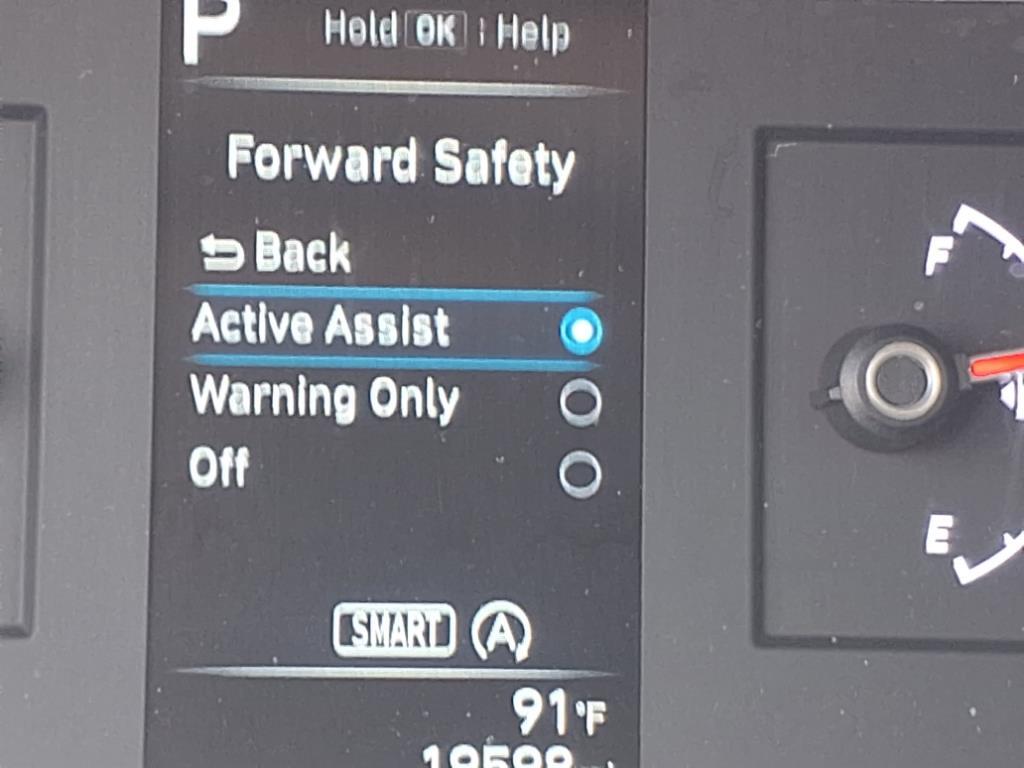 P
Hold OK : Help
Forward Safety
Back
Active Assist
Warning Only
Off
F
E
SMART A
91°F